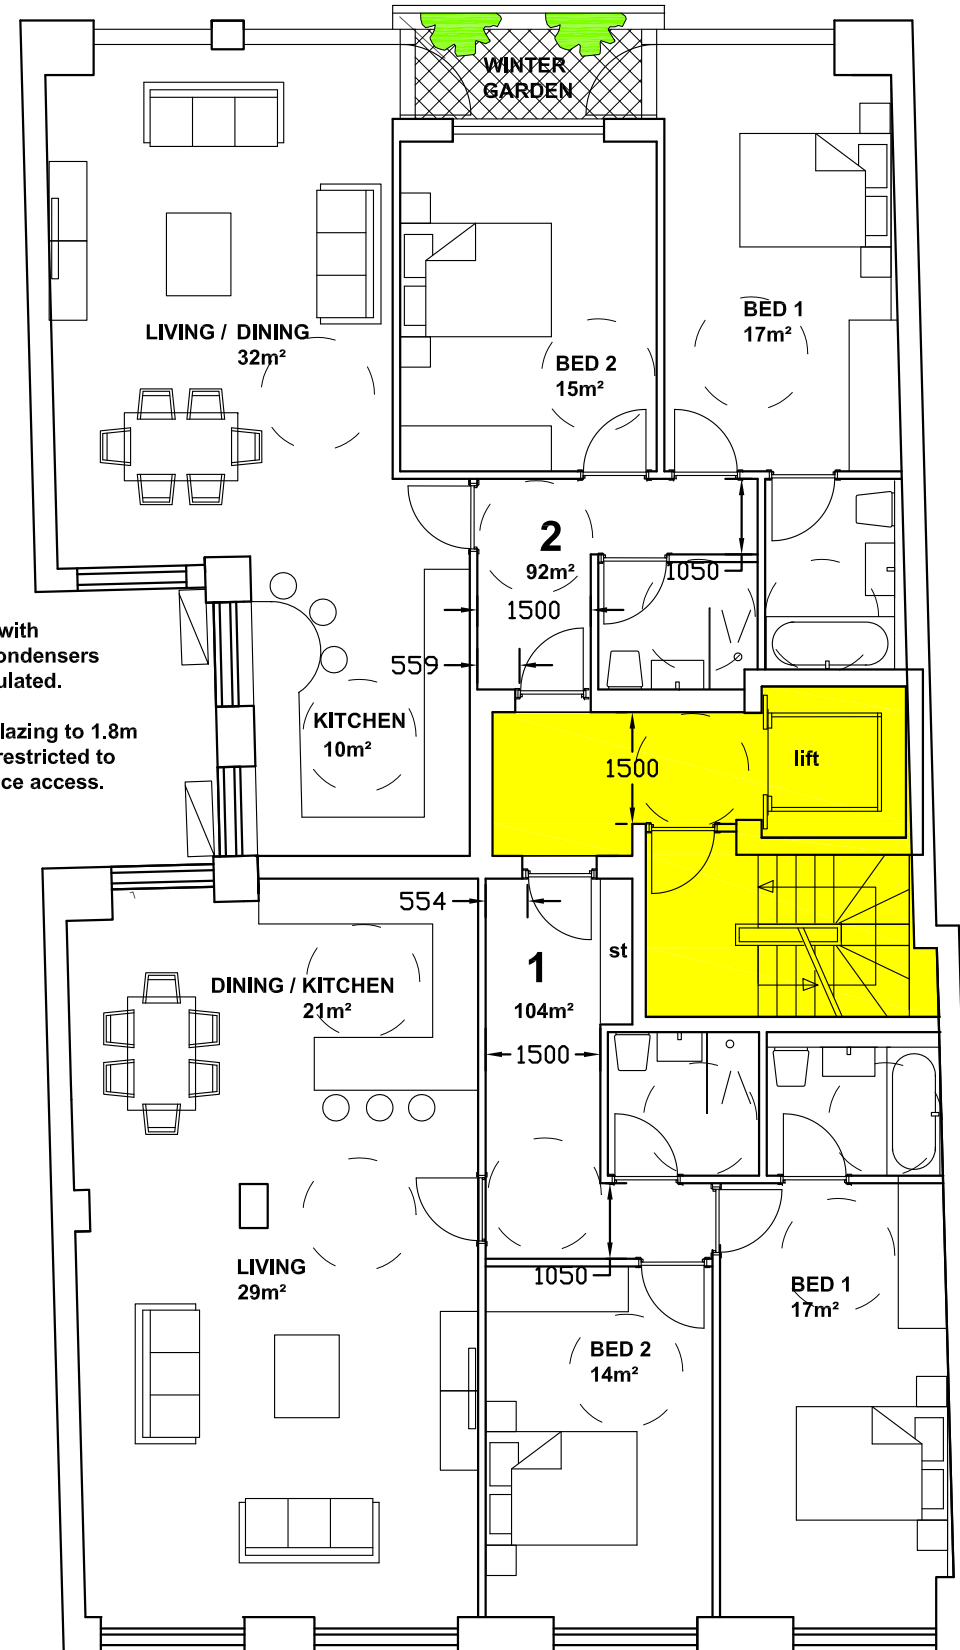 WINTER
GARDEN
LIVING / DINING
32m²
BED 1
17m²
BED 2
15m²
2
92m²
1050
1500
559
with
lazing to 1.8m
restricted to
ce access.
KITCHEN
10m²
1500
lift
554
st
1
104m²
DINING / KITCHEN
21m²
1500
LIVING
29m²
1050
BED 1
17m²
BED 2
14m²